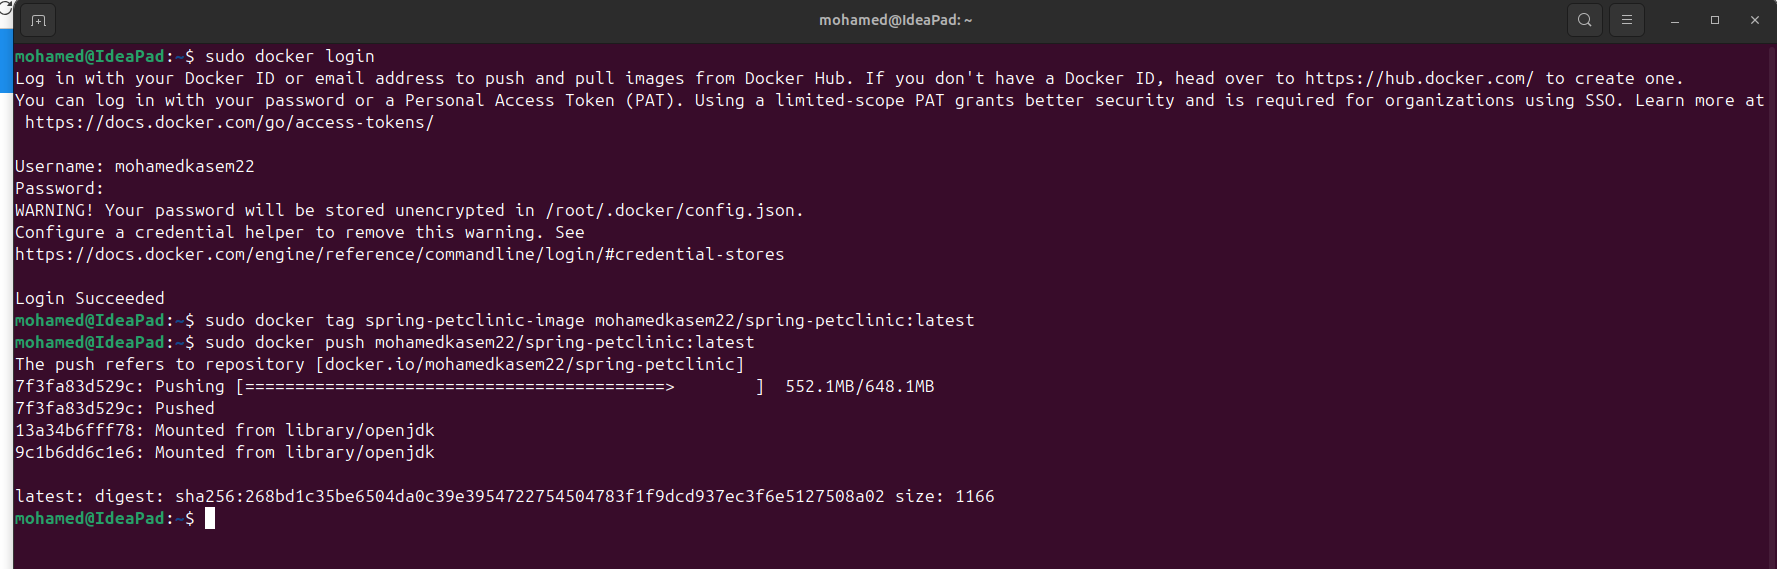 mohamed@IdeaPad: ~
mohamed@IdeaPad:~$ sudo docker login
Log in with your Docker ID or email address to push and pull images from Docker Hub. If you don't have a Docker ID, head over to https://hub.docker.com/ to create one.
You can log in with your password or a Personal Access Token (PAT). Using a limited-scope PAT grants better security and is required for organizations using SSO. Learn more at
https://docs.docker.com/go/access-tokens/
Username: mohamedkasem22
Password:
WARNING! Your password will be stored unencrypted in /root/.docker/config.json.
Configure a credential helper to remove this warning. See
https://docs.docker.com/engine/reference/commandline/login/#credential-stores
Login Succeeded
mohamed@IdeaPad:~$ sudo docker tag spring-petclinic-image mohamedkasem22/spring-petclinic:latest
mohamed@IdeaPad:~$ sudo docker push mohamedkasem22/spring-petclinic:latest
The push refers to repository [docker.io/mohamedkasem22/spring-petclinic]
7f3fa83d529c: Pushing [==========================================>        ]  552.1MB/648.1MB
7f3fa83d529c: Pushed
13a34b6fff78: Mounted from library/openjdk
9c1b6dd6c1e6: Mounted from library/openjdk
latest: digest: sha256:268bd1c35be6504da0c39e3954722754504783f1f9dcd937ec3f6e5127508a02 size: 1166
mohamed@IdeaPad:~$